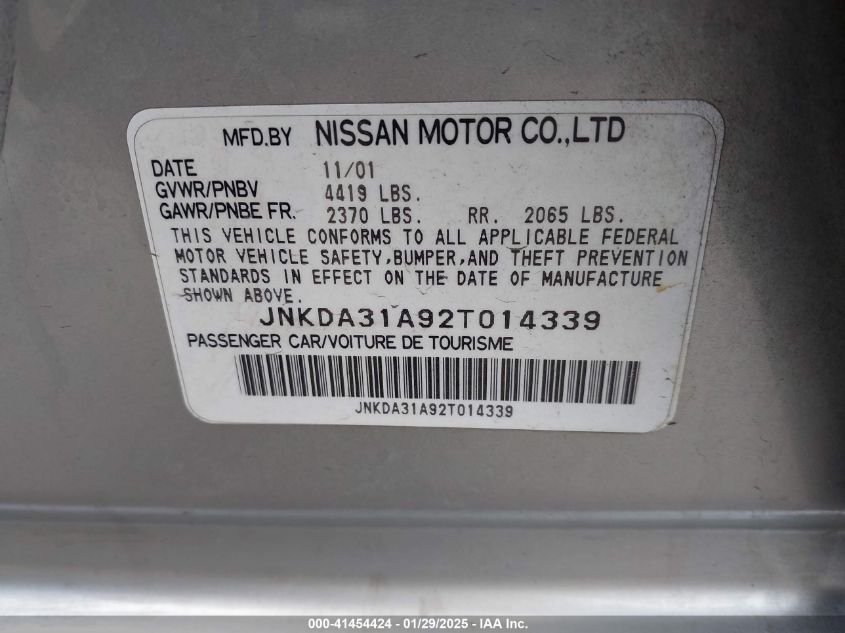 MFD.BY NISSAN MOTOR CO.,LTD
DATE 11/01
GVWR/PNBV 4419 LBS.
GAWR/PNBE FR. 2370 LBS. RR. 2065 LBS.
THIS VEHICLE CONFORMS TO ALL APPLICABLE FEDERAL
MOTOR VEHICLE SAFETY,BUMPER,AND THEFT PREVENTION
STANDARDS IN EFFECT ON THE DATE OF MANUFACTURE
SHOWN ABOVE.
JNKDA31A92T014339
PASSENGER CAR/VOITURE DE TOURISME
JNKDA31A92T014339
000-41454424 - 01/29/2025 - IAA Inc.